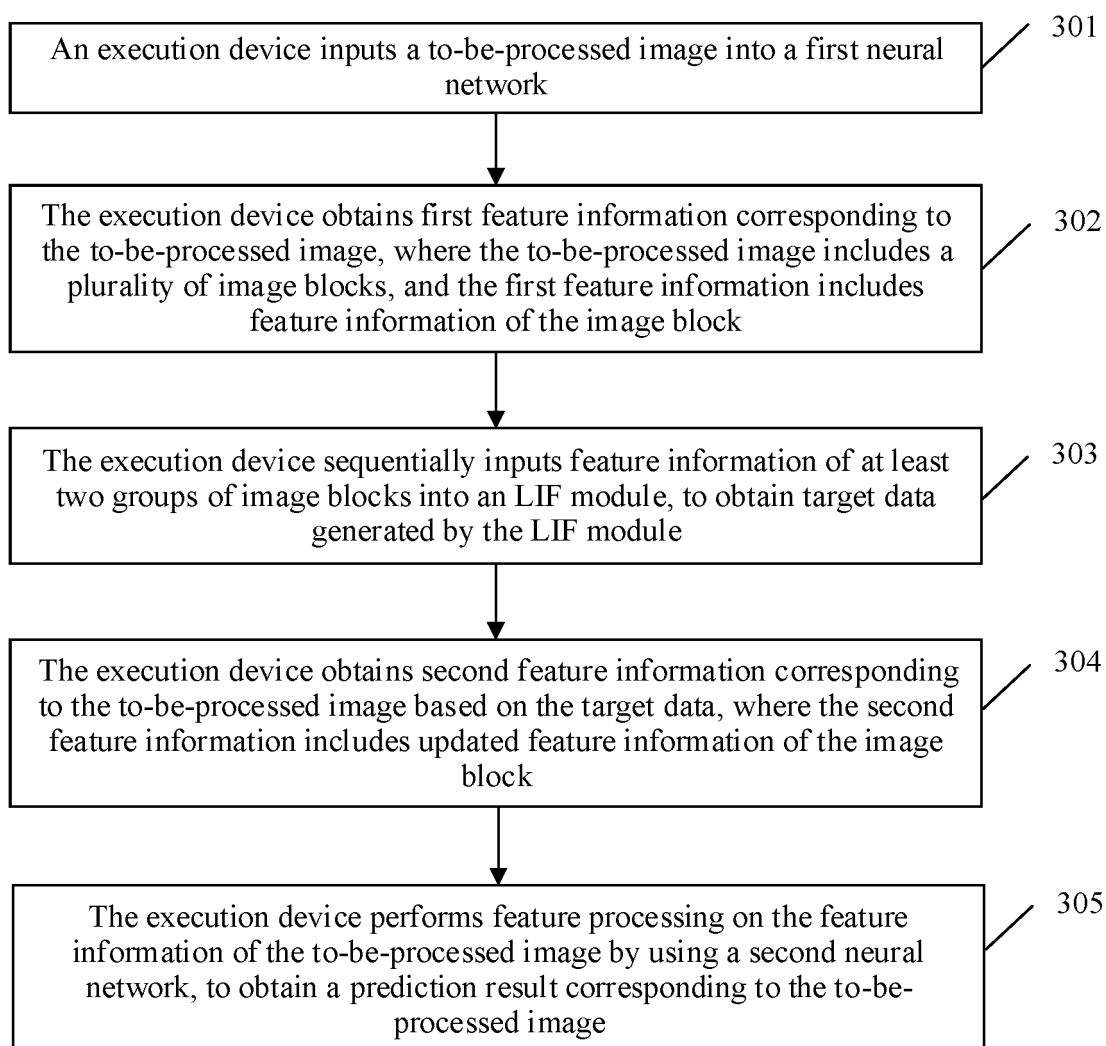 An execution device inputs a to-be-processed image into a first neural
network
301
The execution device obtains first feature information corresponding to
the to-be-processed image, where the to-be-processed image includes a
plurality of image blocks, and the first feature information includes
feature information of the image block
302
The execution device sequentially inputs feature information of at least
two groups of image blocks into an LIF module, to obtain target data
generated by the LIF module
303
The execution device obtains second feature information corresponding
to the to-be-processed image based on the target data, where the second
feature information includes updated feature information of the image
block
304
The execution device performs feature processing on the feature
information of the to-be-processed image by using a second neural
network, to obtain a prediction result corresponding to the to-be-
processed image
305